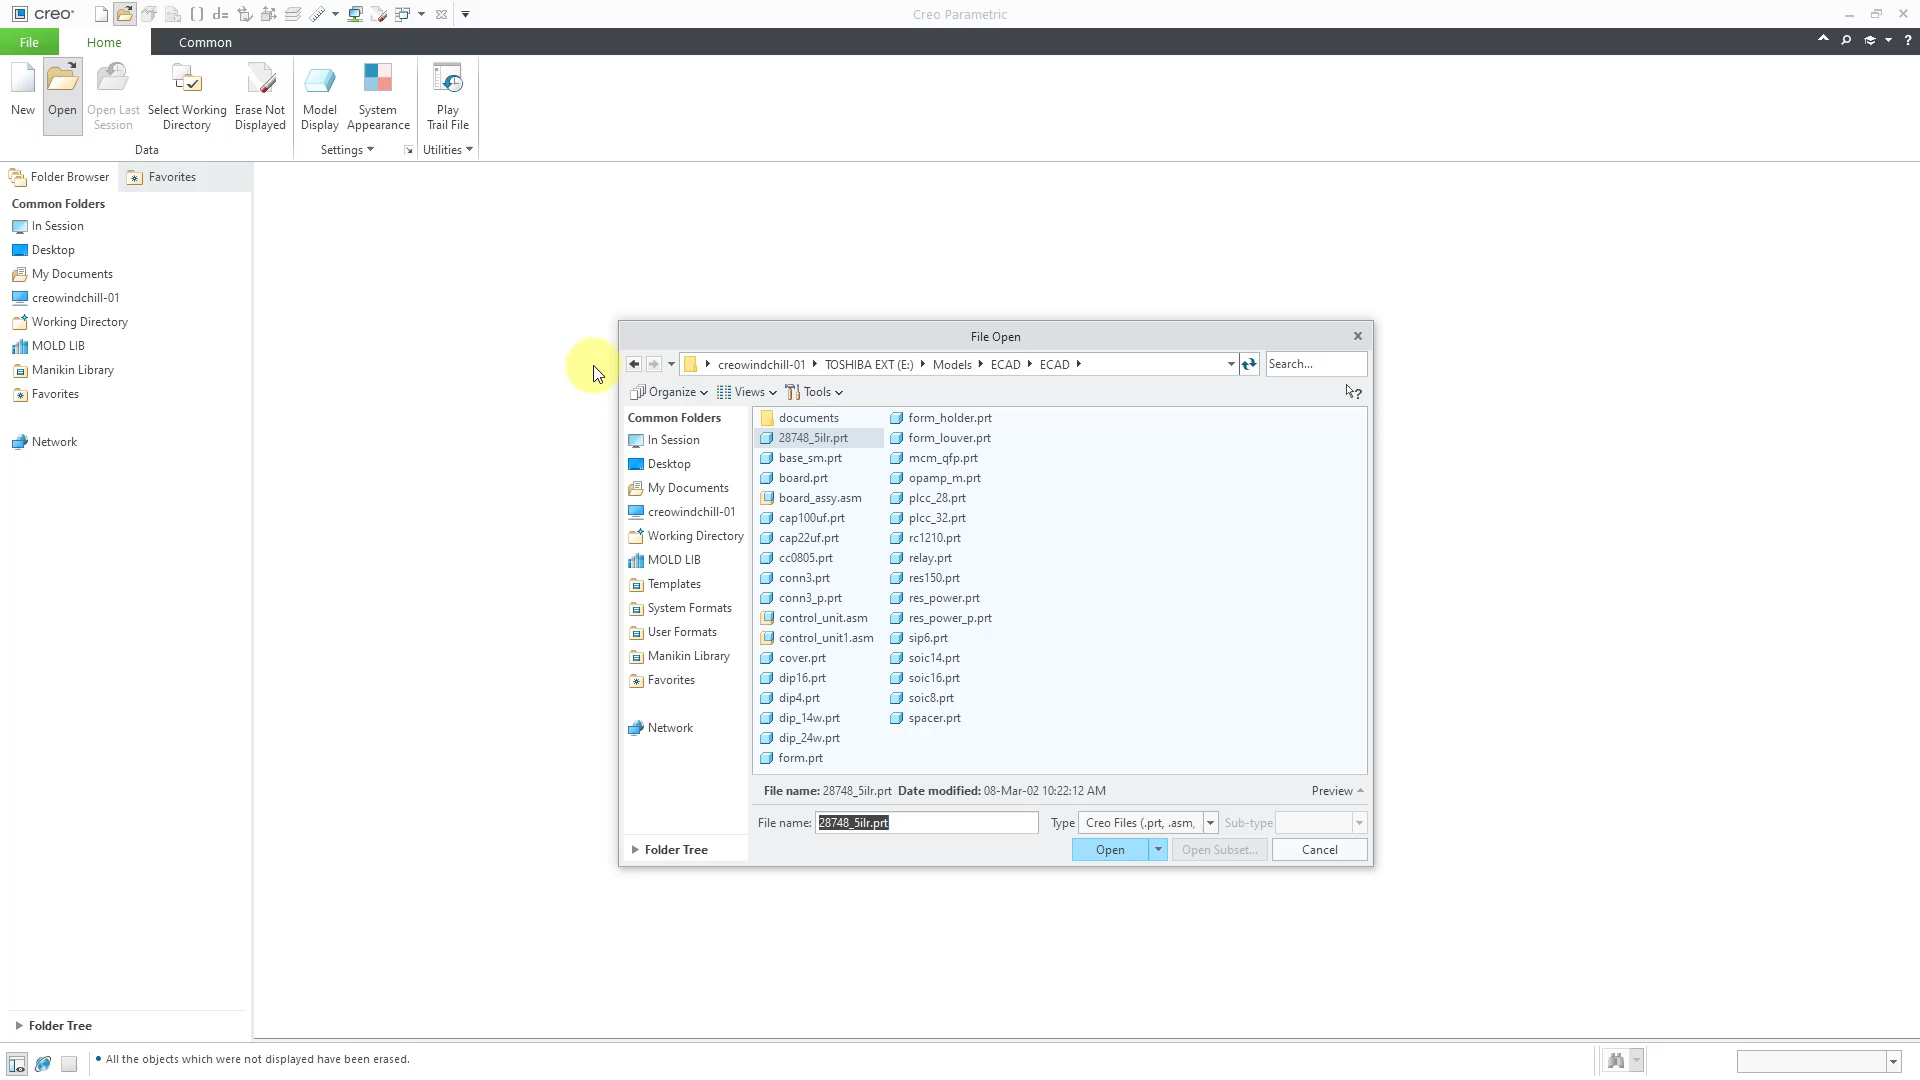 creo
Creo Parametric
File
Home
Common
?
New
Open
Open Last
Session
Select Working
Directory
Erase Not
Displayed
Model
Display
System
Appearance
Play
Trail File
Data
Settings
Utilities
Folder Browser
Favorites
Common Folders
In Session
Desktop
My Documents
creowindchill-01
Working Directory
MOLD LIB
Manikin Library
Favorites
Network
Folder Tree
File Open
creowindchill-01
TOSHIBA EXT (E:)
Models
ECAD
ECAD
Search...
Organize
Views
Tools
?
Common Folders
In Session
Desktop
My Documents
creowindchill-01
Working Directory
MOLD LIB
Templates
System Formats
User Formats
Manikin Library
Favorites
Network
Folder Tree
documents
28748_5ilr.prt
base_sm.prt
board.prt
board_assy.asm
cap100uf.prt
cap22uf.prt
cc0805.prt
conn3.prt
conn3_p.prt
control_unit.asm
control_unit1.asm
cover.prt
dip16.prt
dip4.prt
dip_14w.prt
dip_24w.prt
form.prt
form_holder.prt
form_louver.prt
mcm_qfp.prt
opamp_m.prt
plcc_28.prt
plcc_32.prt
rc1210.prt
relay.prt
res150.prt
res_power.prt
res_power_p.prt
sip6.prt
soic14.prt
soic16.prt
soic8.prt
spacer.prt
File name: 28748_5ilr.prt Date modified: 08-Mar-02 10:22:12 AM
Preview
File name: 28748_5ilr.prt
Type Creo Files (.prt, .asm,
Sub-type
Open
Open Subset...
Cancel
• All the objects which were not displayed have been erased.